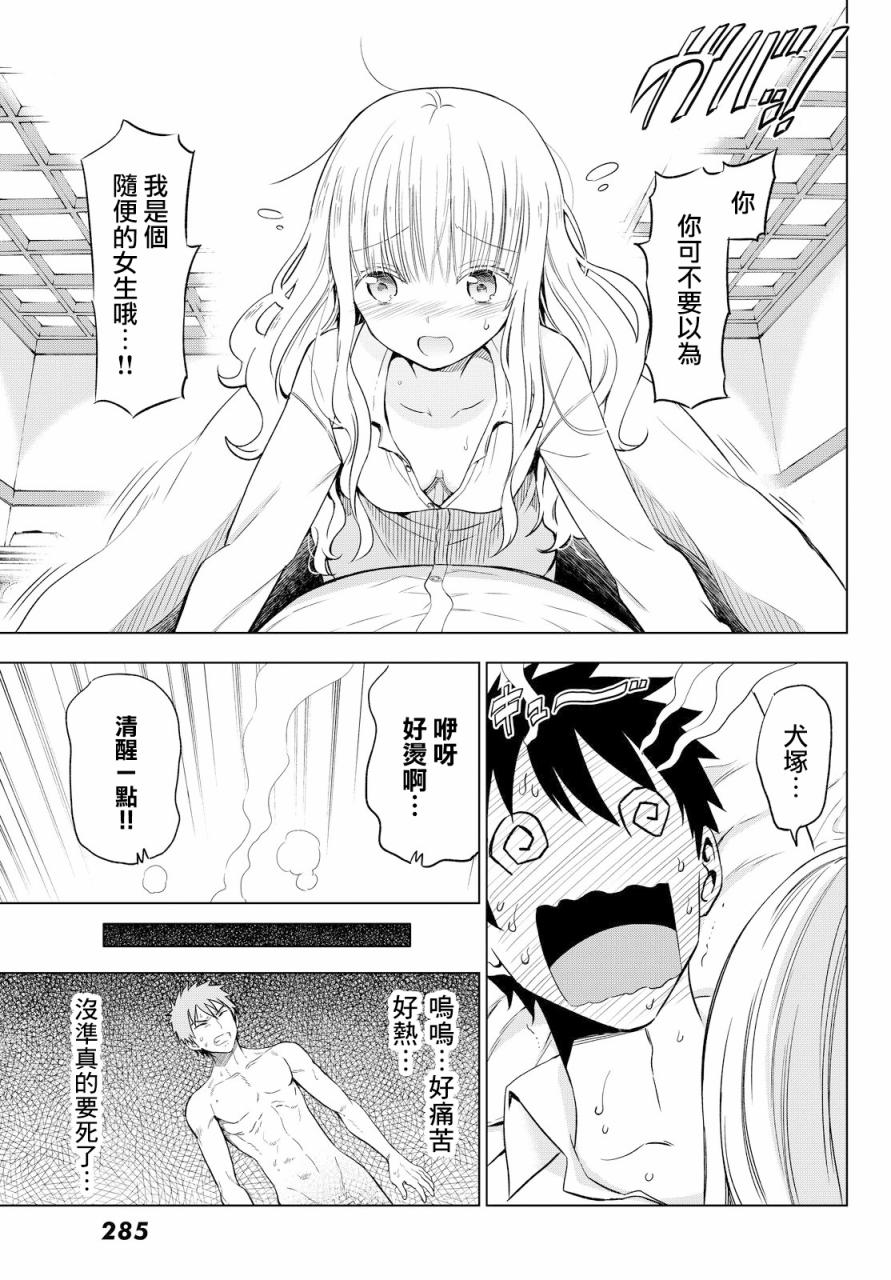 ガバッ!!
你
你可不要以為
我是個
隨便的女生哦…!!
犬塚…
キュ~~
咿呀
好燙啊…
清醒一點!!
嗚嗚…好痛苦
好熱…
沒準真的要死了…
285